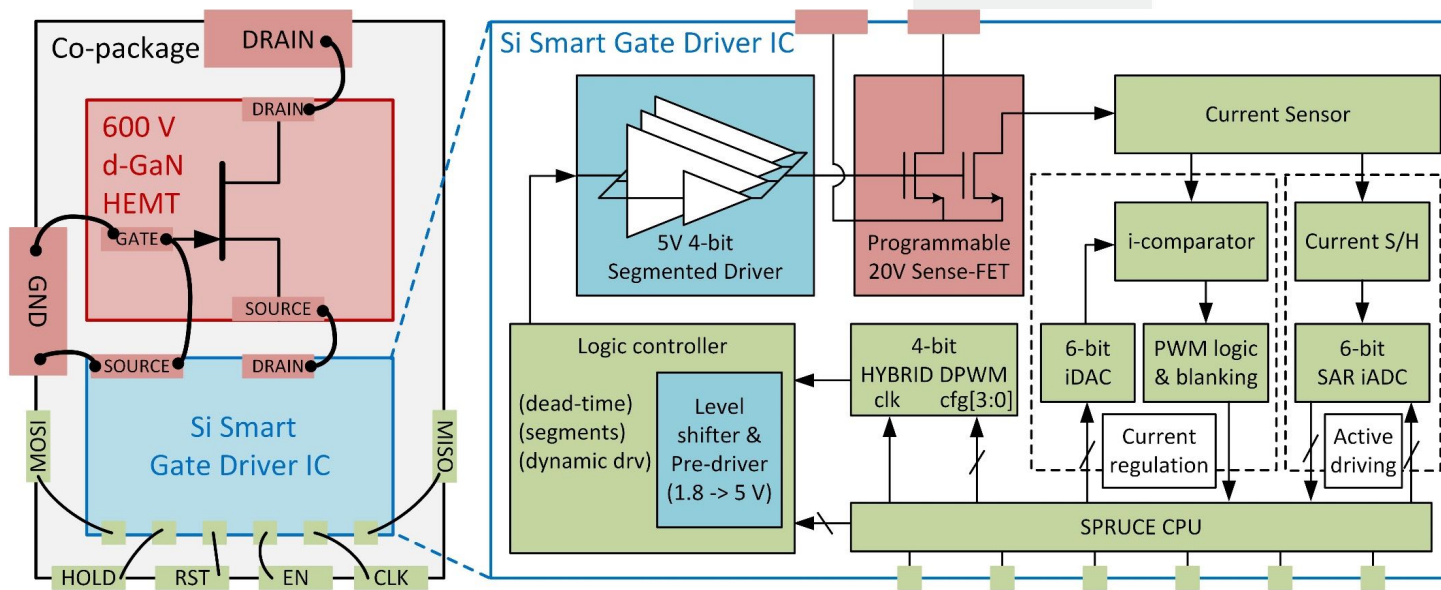 Co-package
DRAIN
600 V
d-GaN
HEMT
DRAIN
GATE
SOURCE
GND
SOURCE
DRAIN
Si Smart
Gate Driver IC
ISOM
MISO
HOLD
RST
EN
CLK
Si Smart Gate Driver IC
5V 4-bit
Segmented Driver
Programmable
20V Sense-FET
Current Sensor
i-comparator
Current S/H
Logic controller
(dead-time)
(segments)
(dynamic drv)
Level
shifter &
Pre-driver
(1.8 -> 5 V)
4-bit
HYBRID DPWM
clk cfg[3:0]
6-bit
iDAC
PWM logic
& blanking
6-bit
SAR iADC
Current
regulation
Active
driving
SPRUCE CPU